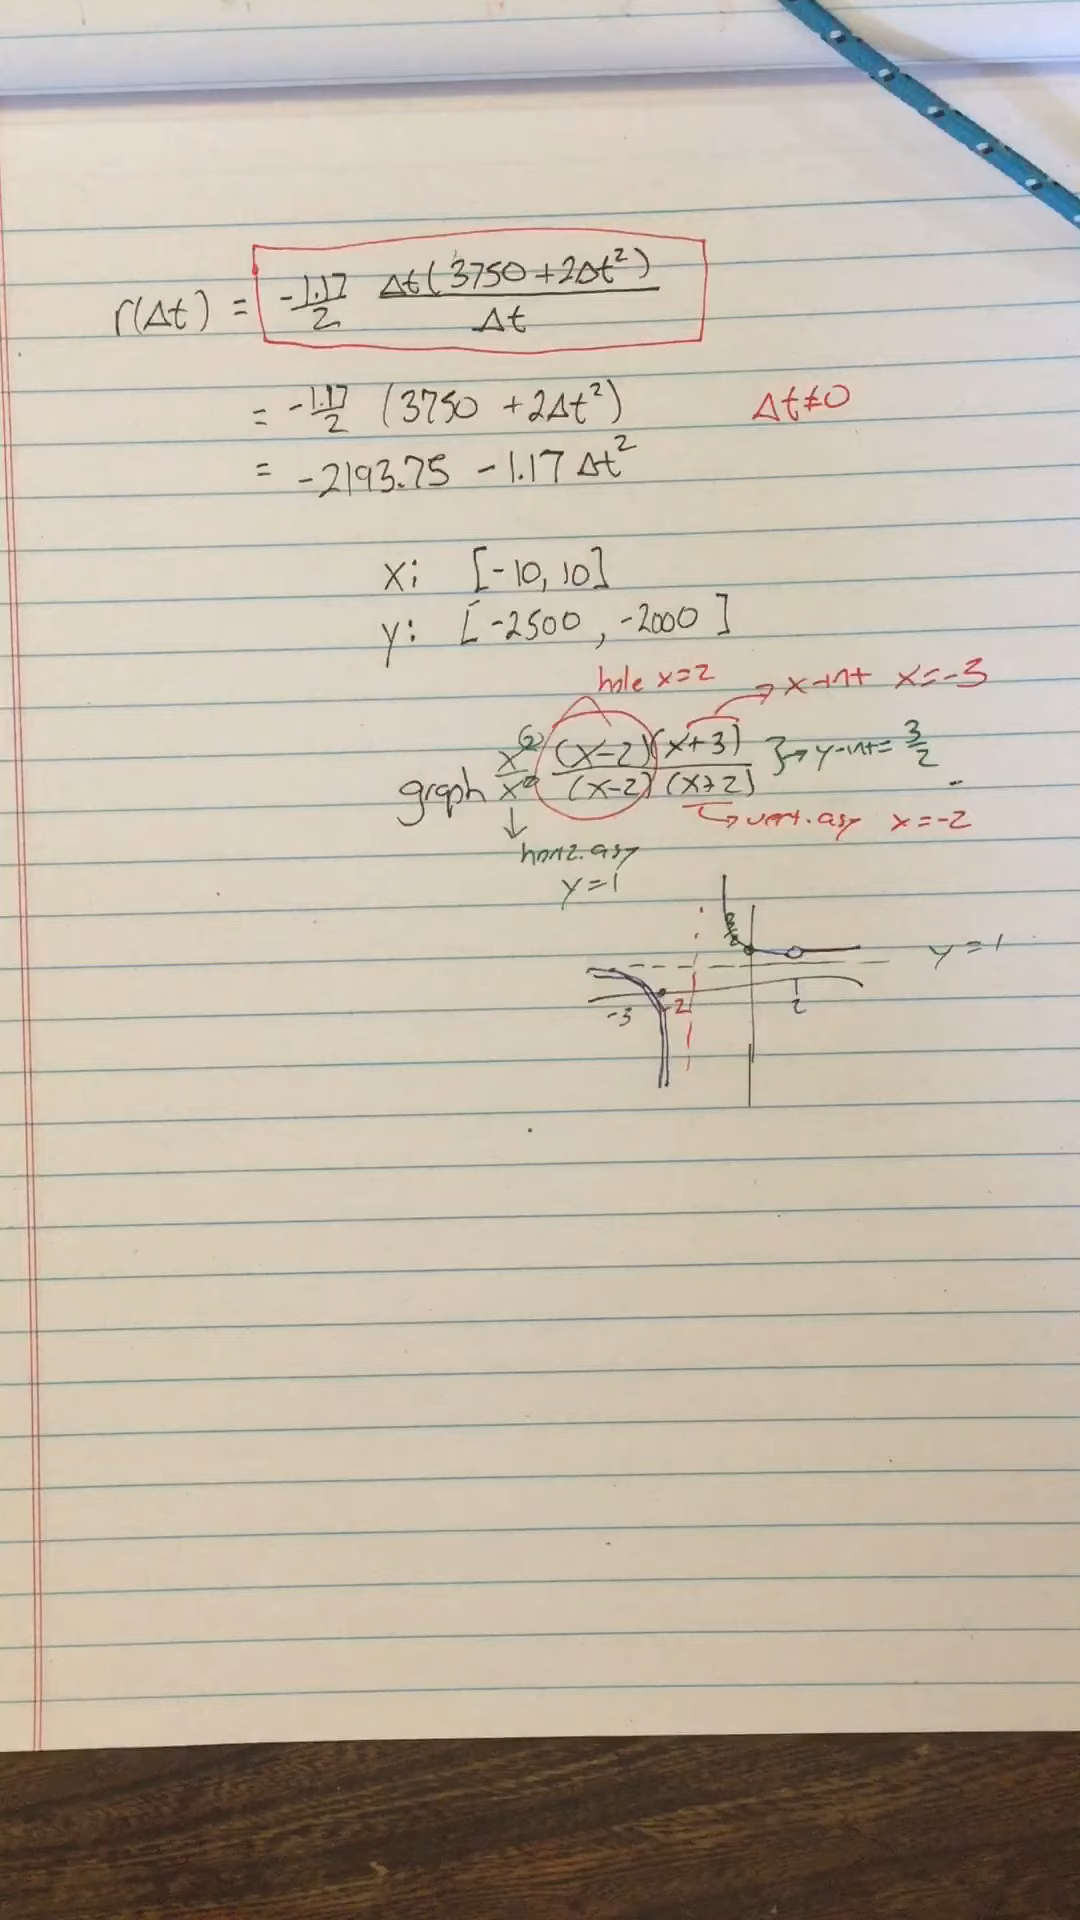 r(Δt) = -1.17/2 Δt(3750+2Δt²)/Δt
= -1.17/2 (3750 +2Δt²) Δt≠0
= -2193.75 -1.17 Δt²
x: [-10, 10]
y: [-2500, -2000]
hole x=2 → x-int x=-3
graph x²/x² (x-2)(x+3)/(x-2)(x+2) } → y-int = 3/2
↓ ↳ vert. asy x=-2
horiz. asy
y=1
y=1
-3 -2 2